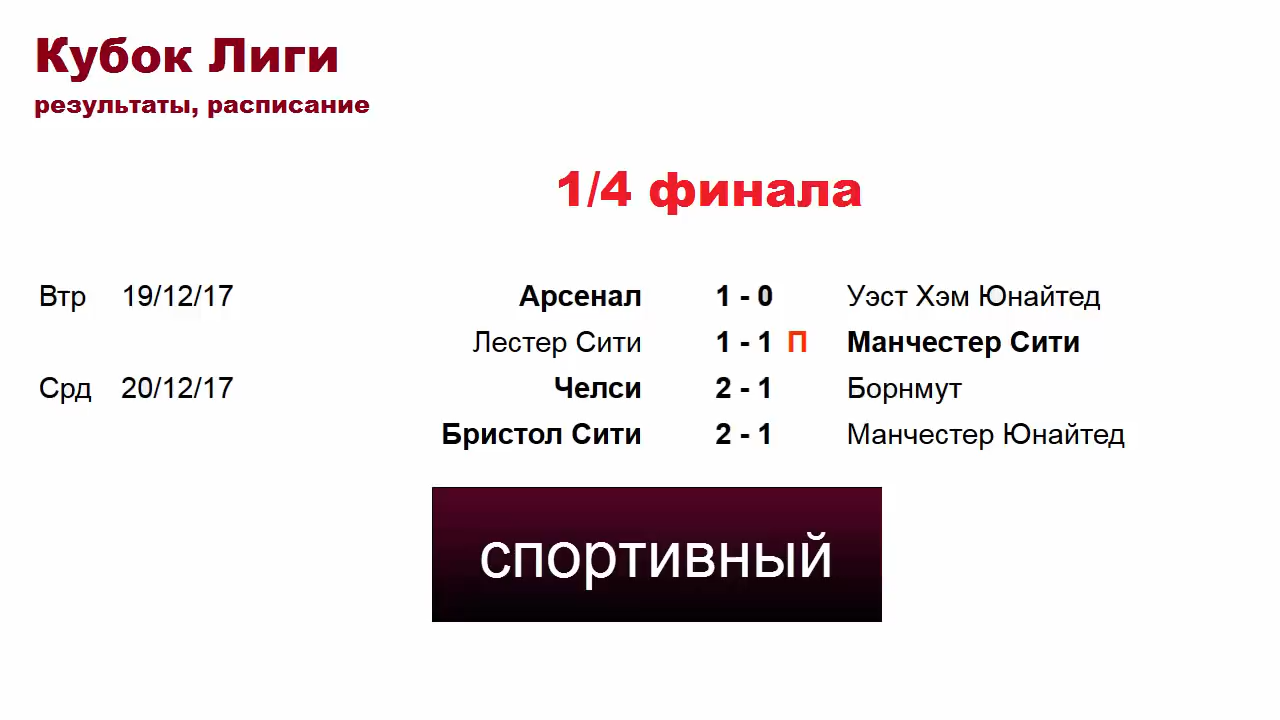 Кубок Лиги
результаты, расписание
1/4 финала
Втр 19/12/17 Арсенал 1 - 0 Уэст Хэм Юнайтед
Лестер Сити 1 - 1 П Манчестер Сити
Срд 20/12/17 Челси 2 - 1 Борнмут
Бристол Сити 2 - 1 Манчестер Юнайтед
спортивный